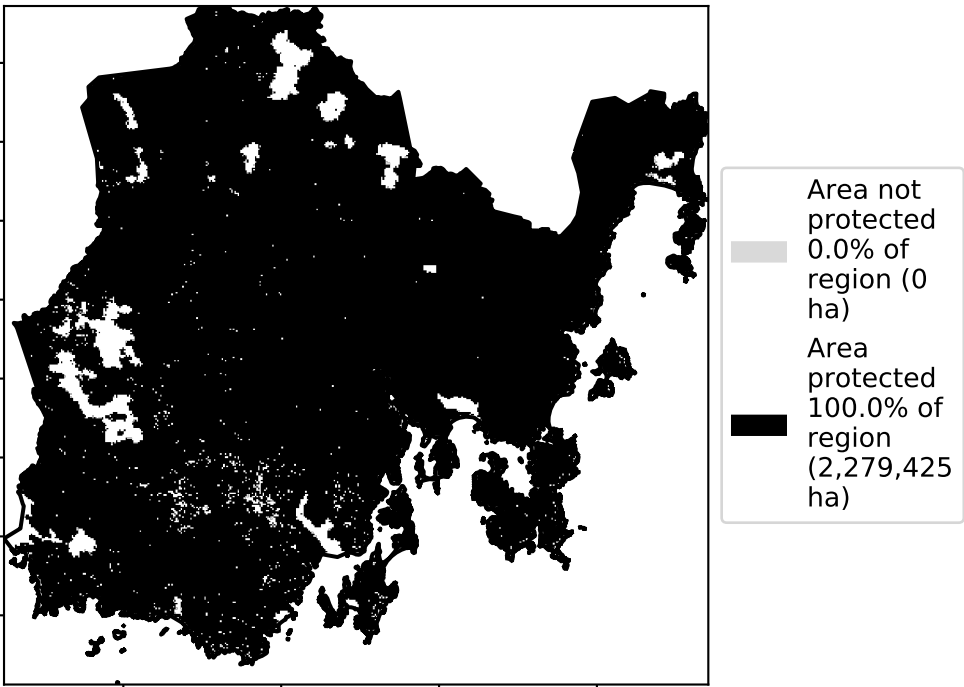 Area not
protected
0.0% of
region (0
ha)
Area
protected
100.0% of
region
(2,279,425
ha)